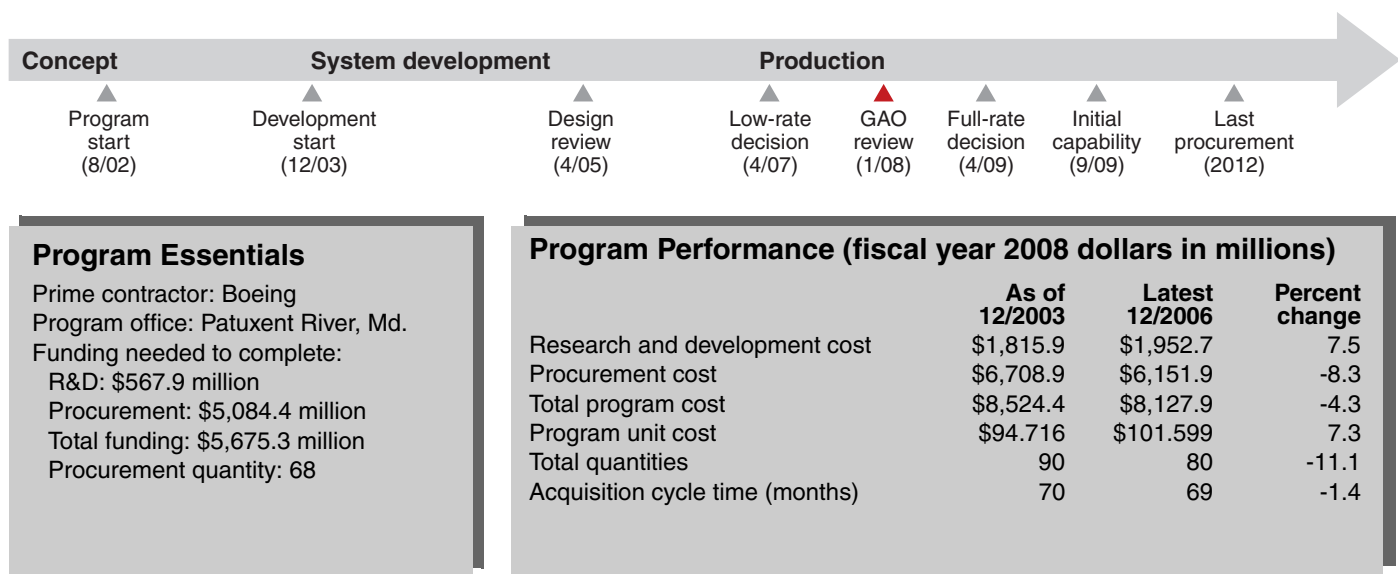 Concept System development Production
Program start (8/02)
Development start (12/03)
Design review (4/05)
Low-rate decision (4/07)
GAO review (1/08)
Full-rate decision (4/09)
Initial capability (9/09)
Last procurement (2012)
Program Essentials
Prime contractor: Boeing
Program office: Patuxent River, Md.
Funding needed to complete:
R&D: $567.9 million
Procurement: $5,084.4 million
Total funding: $5,675.3 million
Procurement quantity: 68
Program Performance (fiscal year 2008 dollars in millions)
As of 12/2003 Latest 12/2006 Percent change
Research and development cost $1,815.9 $1,952.7 7.5
Procurement cost $6,708.9 $6,151.9 -8.3
Total program cost $8,524.4 $8,127.9 -4.3
Program unit cost $94.716 $101.599 7.3
Total quantities 90 80 -11.1
Acquisition cycle time (months) 70 69 -1.4